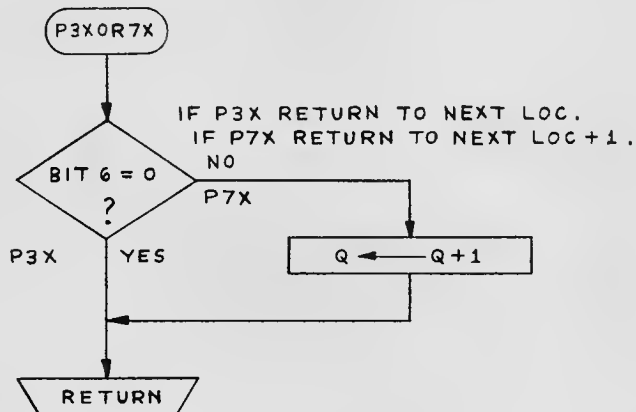 P3XOR7X
IF P3X RETURN TO NEXT LOC.
IF P7X RETURN TO NEXT LOC+1.
NO
BIT 6 = 0
?
P7X
P3X YES
Q ← Q+1
RETURN